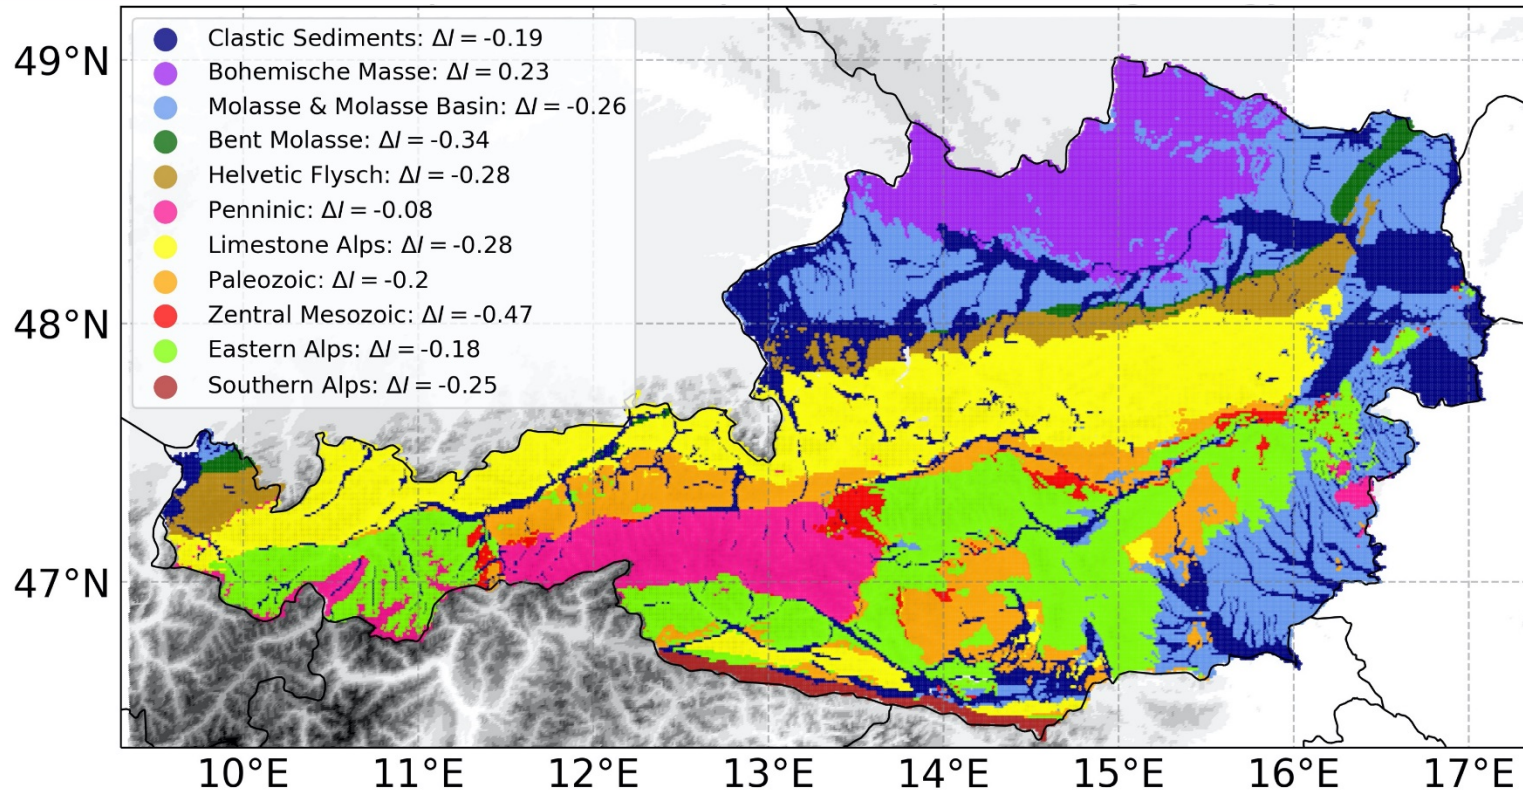 49°N
48°N
47°N
Clastic Sediments: ΔI = -0.19
Bohemische Masse: ΔI = 0.23
Molasse & Molasse Basin: ΔI = -0.26
Bent Molasse: ΔI = -0.34
Helvetic Flysch: ΔI = -0.28
Penninic: ΔI = -0.08
Limestone Alps: ΔI = -0.28
Paleozoic: ΔI = -0.2
Zentral Mesozoic: ΔI = -0.47
Eastern Alps: ΔI = -0.18
Southern Alps: ΔI = -0.25
10°E 11°E 12°E 13°E 14°E 15°E 16°E 17°E